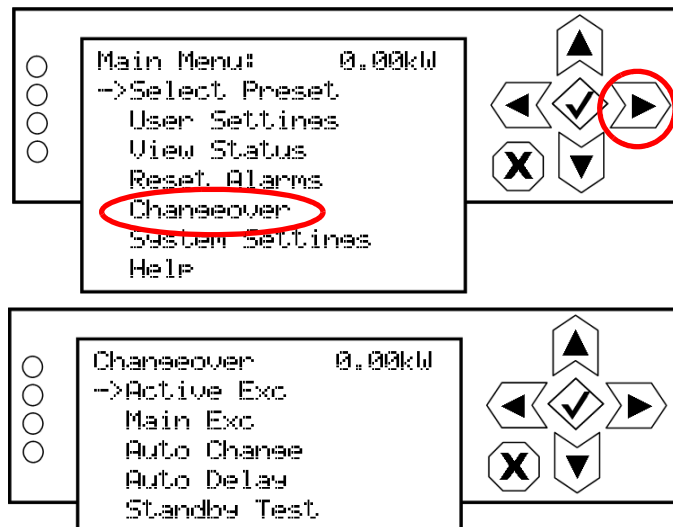 Main Menu: 0.00kW
->Select Preset
User Settings
View Status
Reset Alarms
Changeover
System Settings
Help
X
Changeover 0.00kW
->Active Exc
Main Exc
Auto Change
Auto Delay
Standby Test
X